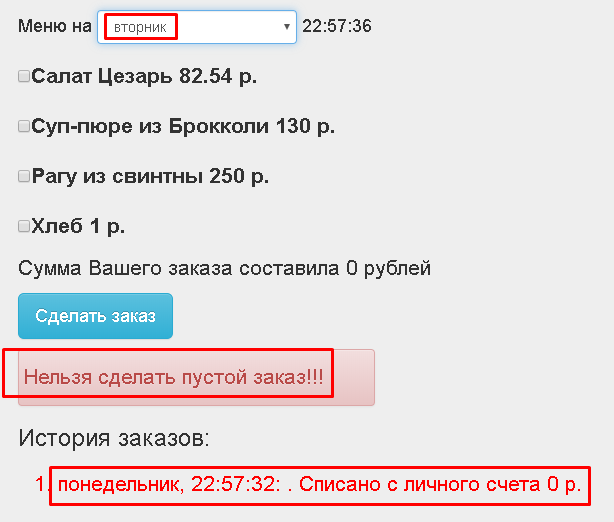 Меню на вторник 22:57:36
Салат Цезарь 82.54 р.
Суп-пюре из Брокколи 130 р.
Рагу из свинтны 250 р.
Хлеб 1 р.
Сумма Вашего заказа составила 0 рублей
Сделать заказ
Нельзя сделать пустой заказ!!!
История заказов:
1. понедельник, 22:57:32: . Списано с личного счета 0 р.